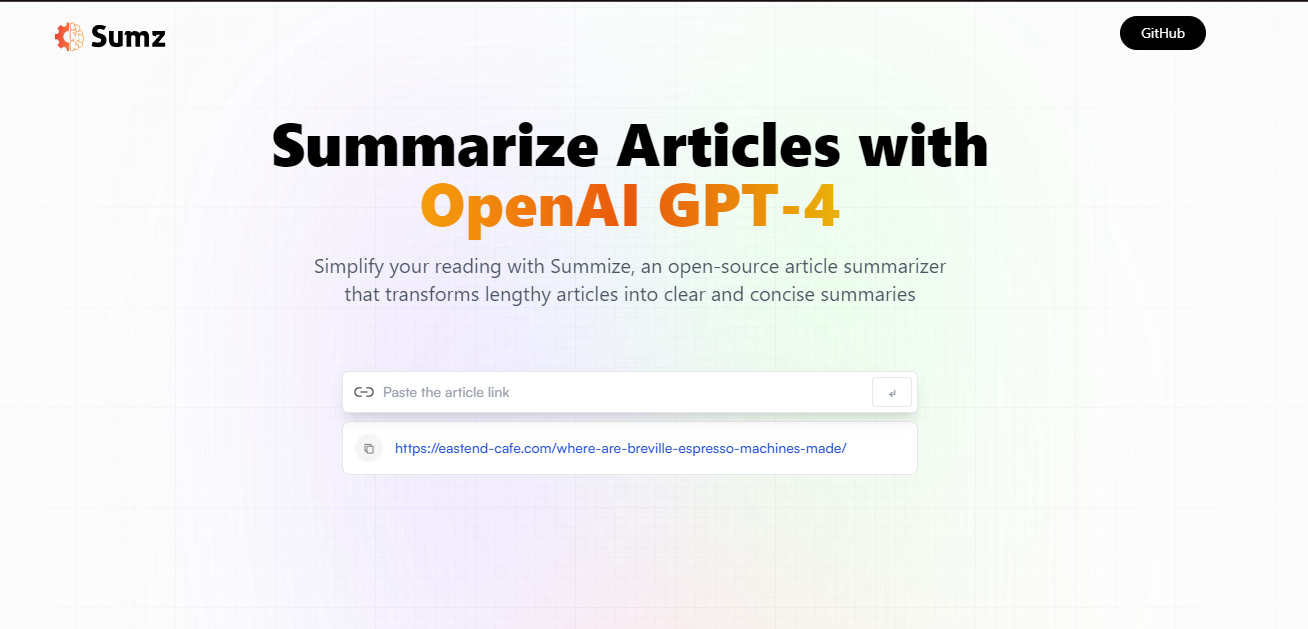 Sumz
GitHub
Summarize Articles with
OpenAI GPT-4
Simplify your reading with Summize, an open-source article summarizer
that transforms lengthy articles into clear and concise summaries
Paste the article link
↵
https://eastend-cafe.com/where-are-breville-espresso-machines-made/